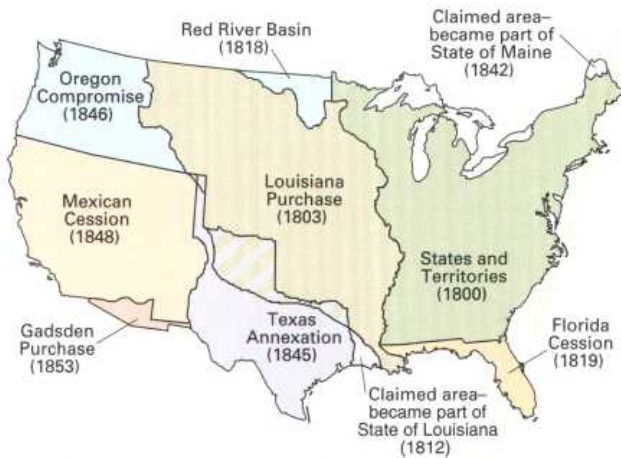 Claimed area–
became part of
State of Maine
(1842)
Red River Basin
(1818)
Oregon
Compromise
(1846)
Louisiana
Purchase
(1803)
Mexican
Cession
(1848)
States and
Territories
(1800)
Texas
Annexation
(1845)
Gadsden
Purchase
(1853)
Florida
Cession
(1819)
Claimed area–
became part of
State of Louisiana
(1812)